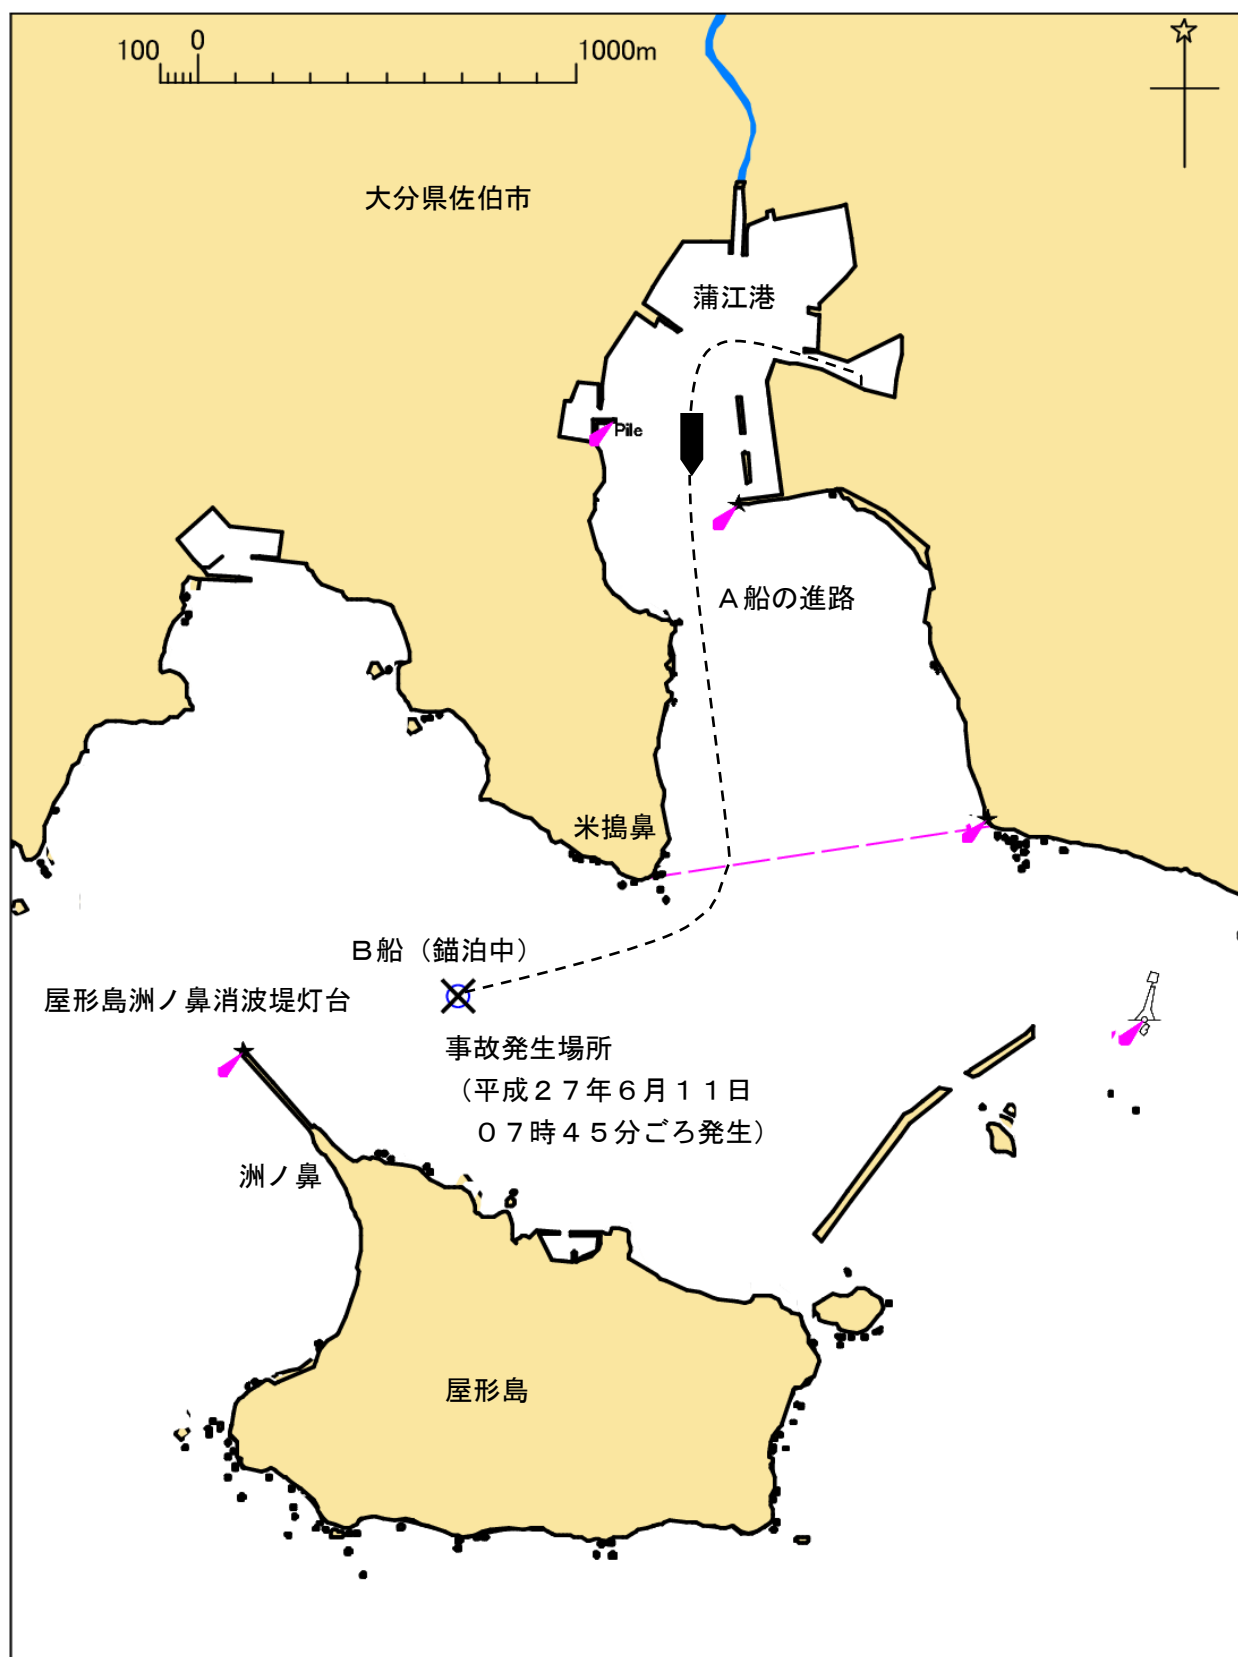 100 0 1000m
大分県佐伯市
蒲江港
Pile
A船の進路
米搗鼻
B船（錨泊中）
屋形島洲ノ鼻消波堤灯台
事故発生場所
（平成２７年６月１１日
０７時４５分ごろ発生）
洲ノ鼻
屋形島